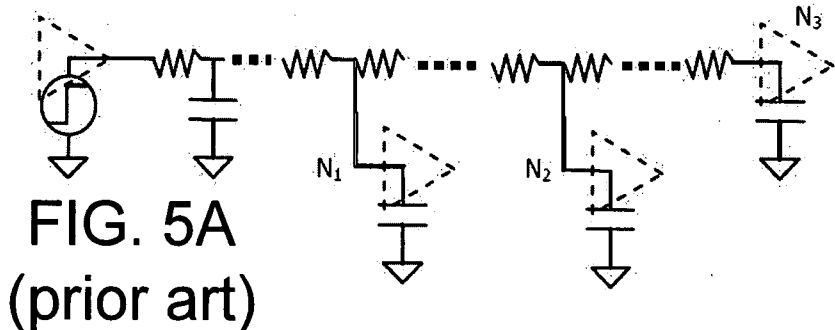 N₃
N₁
N₂
FIG. 5A
(prior art)